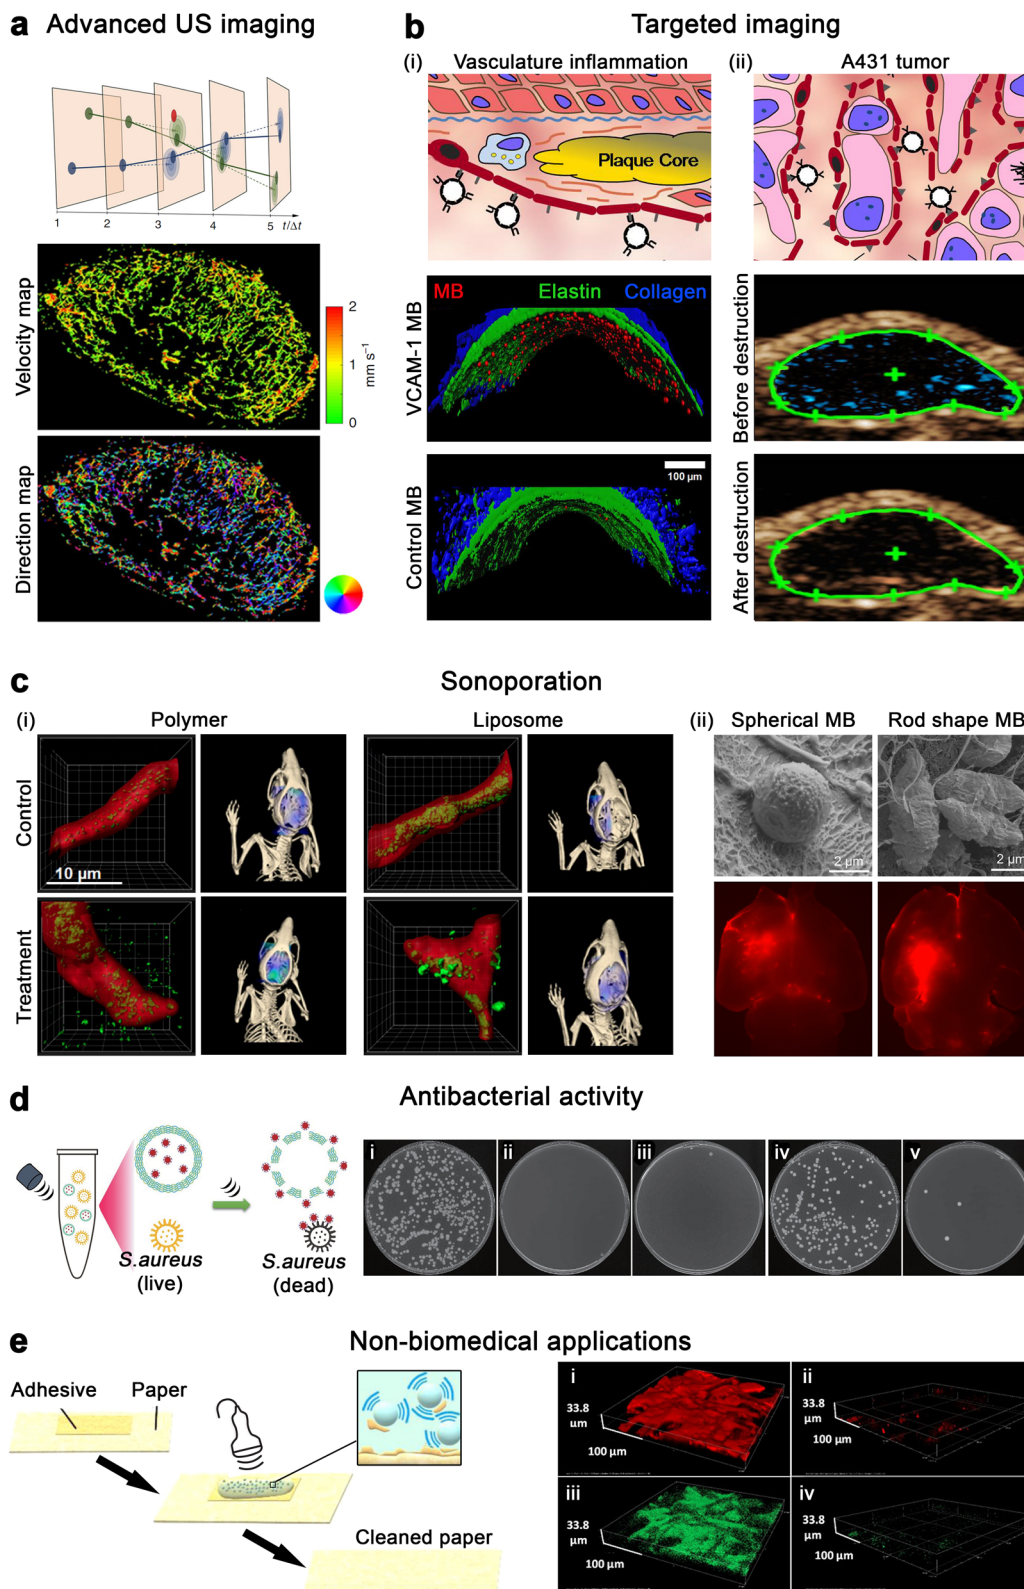 a Advanced US imaging
1 2 3 4 5 t/Δt
Velocity map
2
1
0
mm s⁻¹
Direction map
b Targeted imaging
(i) Vasculature inflammation
Plaque Core
VCAM-1 MB
MB Elastin Collagen
Control MB
100 µm
(ii) A431 tumor
Before destruction
After destruction
c Sonoporation
(i) Polymer Liposome
Control
10 µm
Treatment
(ii) Spherical MB Rod shape MB
2 µm
2 µm
d Antibacterial activity
S.aureus
(live)
S.aureus
(dead)
i ii iii iv v
e Non-biomedical applications
Adhesive Paper
Cleaned paper
i
33.8
µm
100 µm
ii
33.8
µm
100 µm
iii
33.8
µm
100 µm
iv
33.8
µm
100 µm